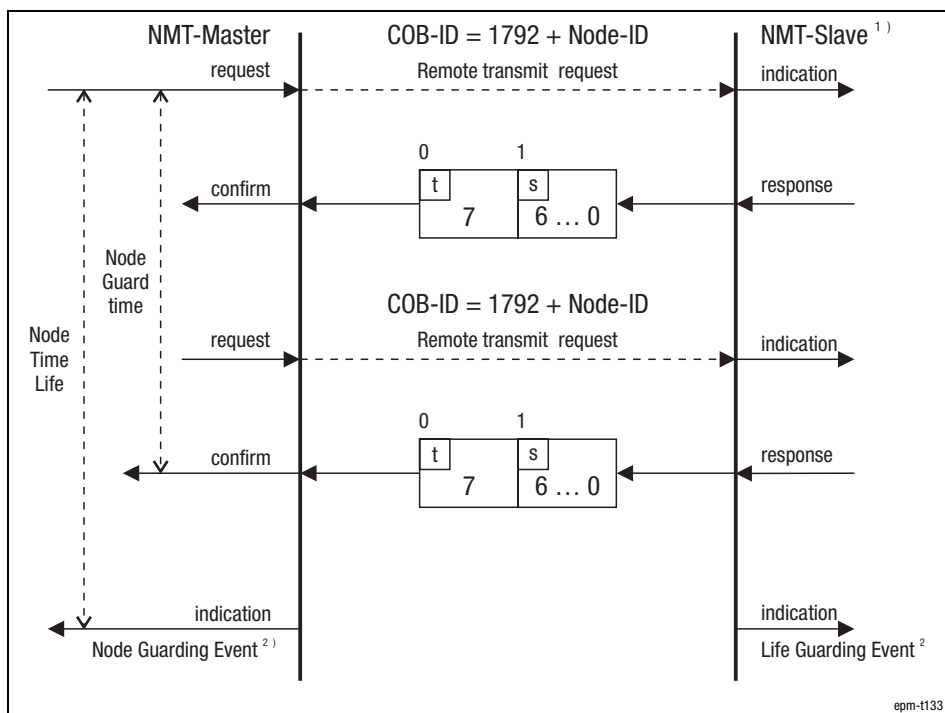 NMT-Master COB-ID = 1792 + Node-ID NMT-Slave 1)
request Remote transmit request indication
0 1
t s
confirm response
7 6 ... 0
Node
Guard
time
COB-ID = 1792 + Node-ID
Node
Time
Life
request Remote transmit request indication
0 1
t s
confirm response
7 6 ... 0
indication indication
Node Guarding Event 2) Life Guarding Event 2
epm-t133